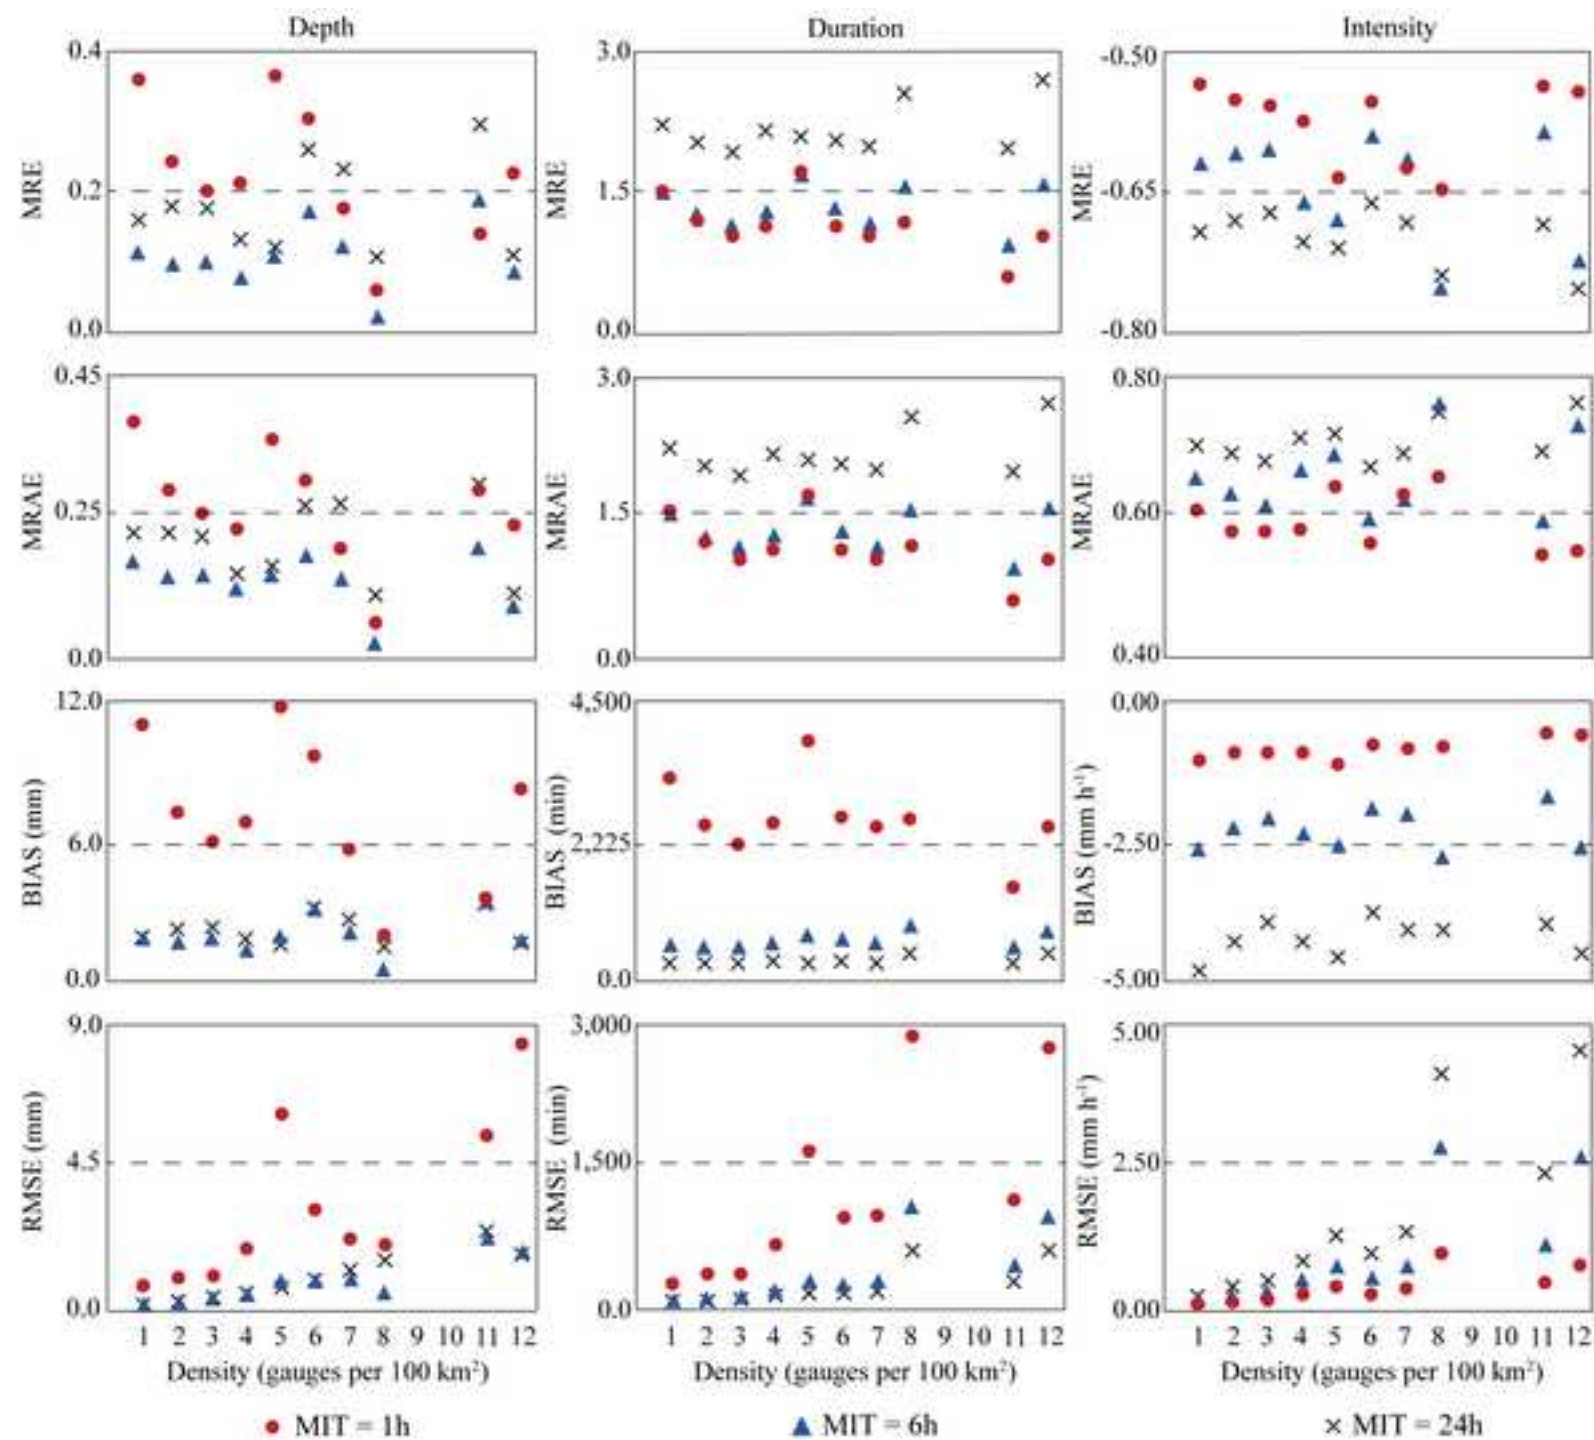 Depth Duration Intensity
0.4 3.0 -0.50
MRE MRE MRE
0.2 1.5 -0.65
0.0 0.0 -0.80
0.45 3.0 0.80
MRAE MRAE MRAE
0.25 1.5 0.60
0.0 0.0 0.40
12.0 4,500 0.00
BIAS (mm) BIAS (min) BIAS (mm h⁻¹)
6.0 2,225 -2.50
0.0 0.0 -5.00
9.0 3,000 5.00
RMSE (mm) RMSE (min) RMSE (mm h⁻¹)
4.5 1,500 2.50
0.0 0.0 0.00
1 2 3 4 5 6 7 8 9 10 11 12 1 2 3 4 5 6 7 8 9 10 11 12 1 2 3 4 5 6 7 8 9 10 11 12
Density (gauges per 100 km²) Density (gauges per 100 km²) Density (gauges per 100 km²)
MIT = 1h MIT = 6h MIT = 24h